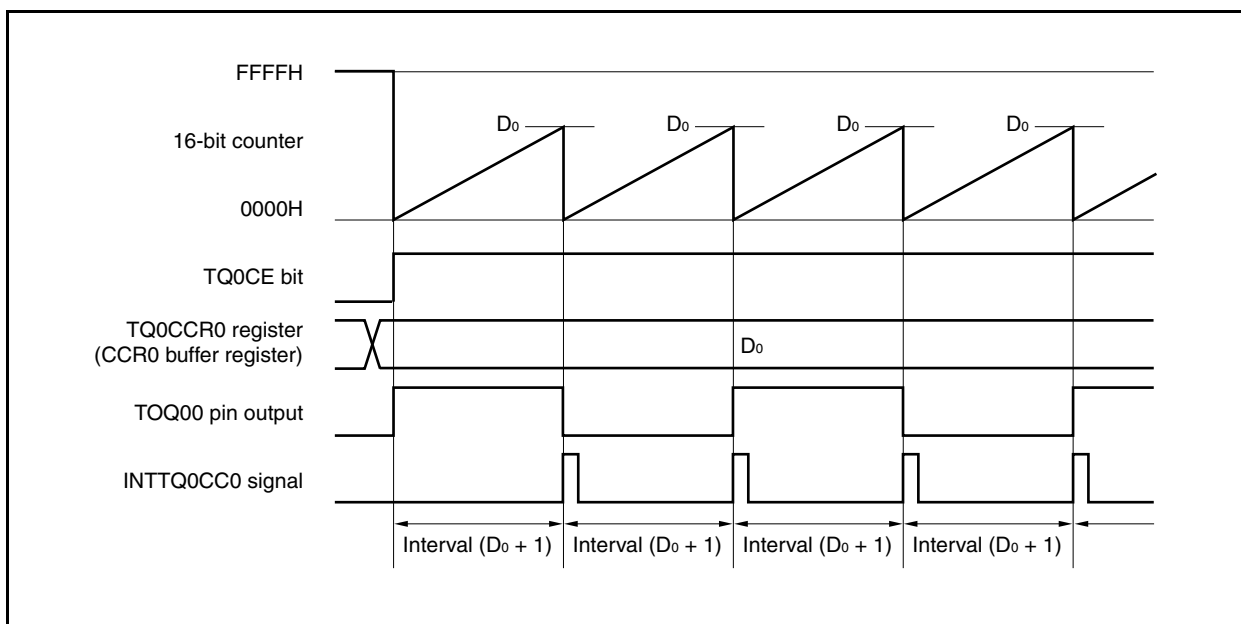 FFFFH
D₀ D₀ D₀ D₀
16-bit counter
0000H
TQ0CE bit
TQ0CCR0 register
(CCR0 buffer register)
D₀
TOQ00 pin output
INTTQ0CC0 signal
Interval (D₀ + 1) Interval (D₀ + 1) Interval (D₀ + 1) Interval (D₀ + 1)